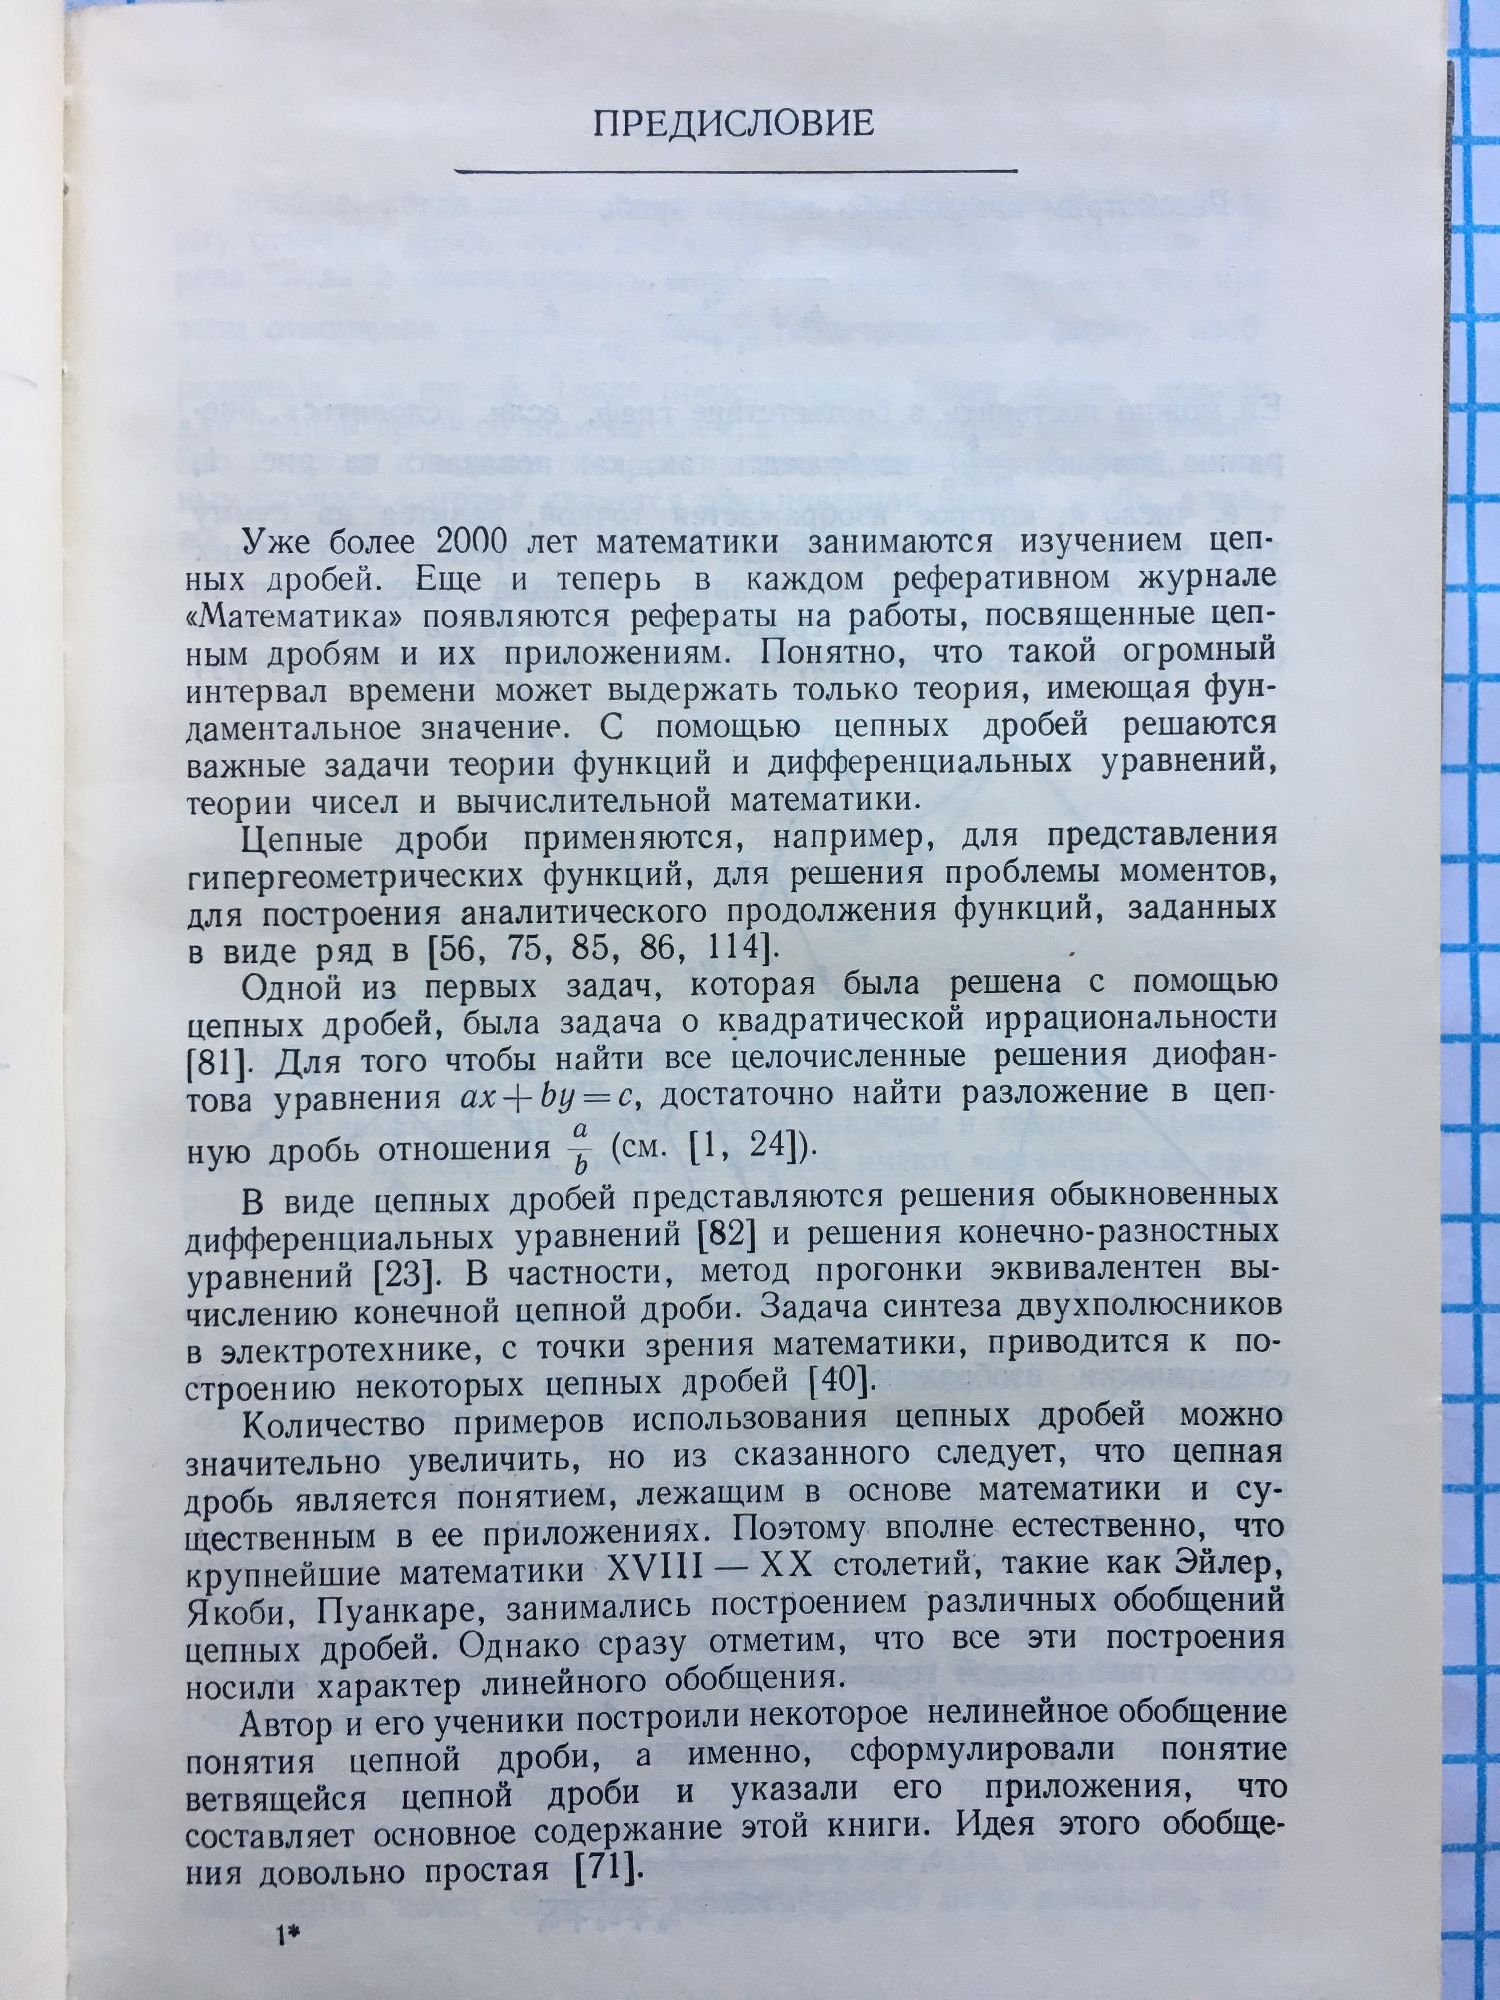 ПРЕДИСЛОВИЕ
Уже более 2000 лет математики занимаются изучением цеп-
ных дробей. Еще и теперь в каждом реферативном журнале
«Математика» появляются рефераты на работы, посвященные цеп-
ным дробям и их приложениям. Понятно, что такой огромный
интервал времени может выдержать только теория, имеющая фун-
даментальное значение. С помощью цепных дробей решаются
важные задачи теории функций и дифференциальных уравнений,
теории чисел и вычислительной математики.
Цепные дроби применяются, например, для представления
гипергеометрических функций, для решения проблемы моментов,
для построения аналитического продолжения функций, заданных
в виде ряд в [56, 75, 85, 86, 114].
Одной из первых задач, которая была решена с помощью
цепных дробей, была задача о квадратической иррациональности
[81]. Для того чтобы найти все целочисленные решения диофан-
това уравнения ax + by = c, достаточно найти разложение в цеп-
ную дробь отношения a/b (см. [1, 24]).
В виде цепных дробей представляются решения обыкновенных
дифференциальных уравнений [82] и решения конечно-разностных
уравнений [23]. В частности, метод прогонки эквивалентен вы-
числению конечной цепной дроби. Задача синтеза двухполюсников
в электротехнике, с точки зрения математики, приводится к по-
строению некоторых цепных дробей [40].
Количество примеров использования цепных дробей можно
значительно увеличить, но из сказанного следует, что цепная
дробь является понятием, лежащим в основе математики и су-
щественным в ее приложениях. Поэтому вполне естественно, что
крупнейшие математики XVIII — XX столетий, такие как Эйлер,
Якоби, Пуанкаре, занимались построением различных обобщений
цепных дробей. Однако сразу отметим, что все эти построения
носили характер линейного обобщения.
Автор и его ученики построили некоторое нелинейное обобщение
понятия цепной дроби, а именно, сформулировали понятие
ветвящейся цепной дроби и указали его приложения, что
составляет основное содержание этой книги. Идея этого обобще-
ния довольно простая [71].
1*